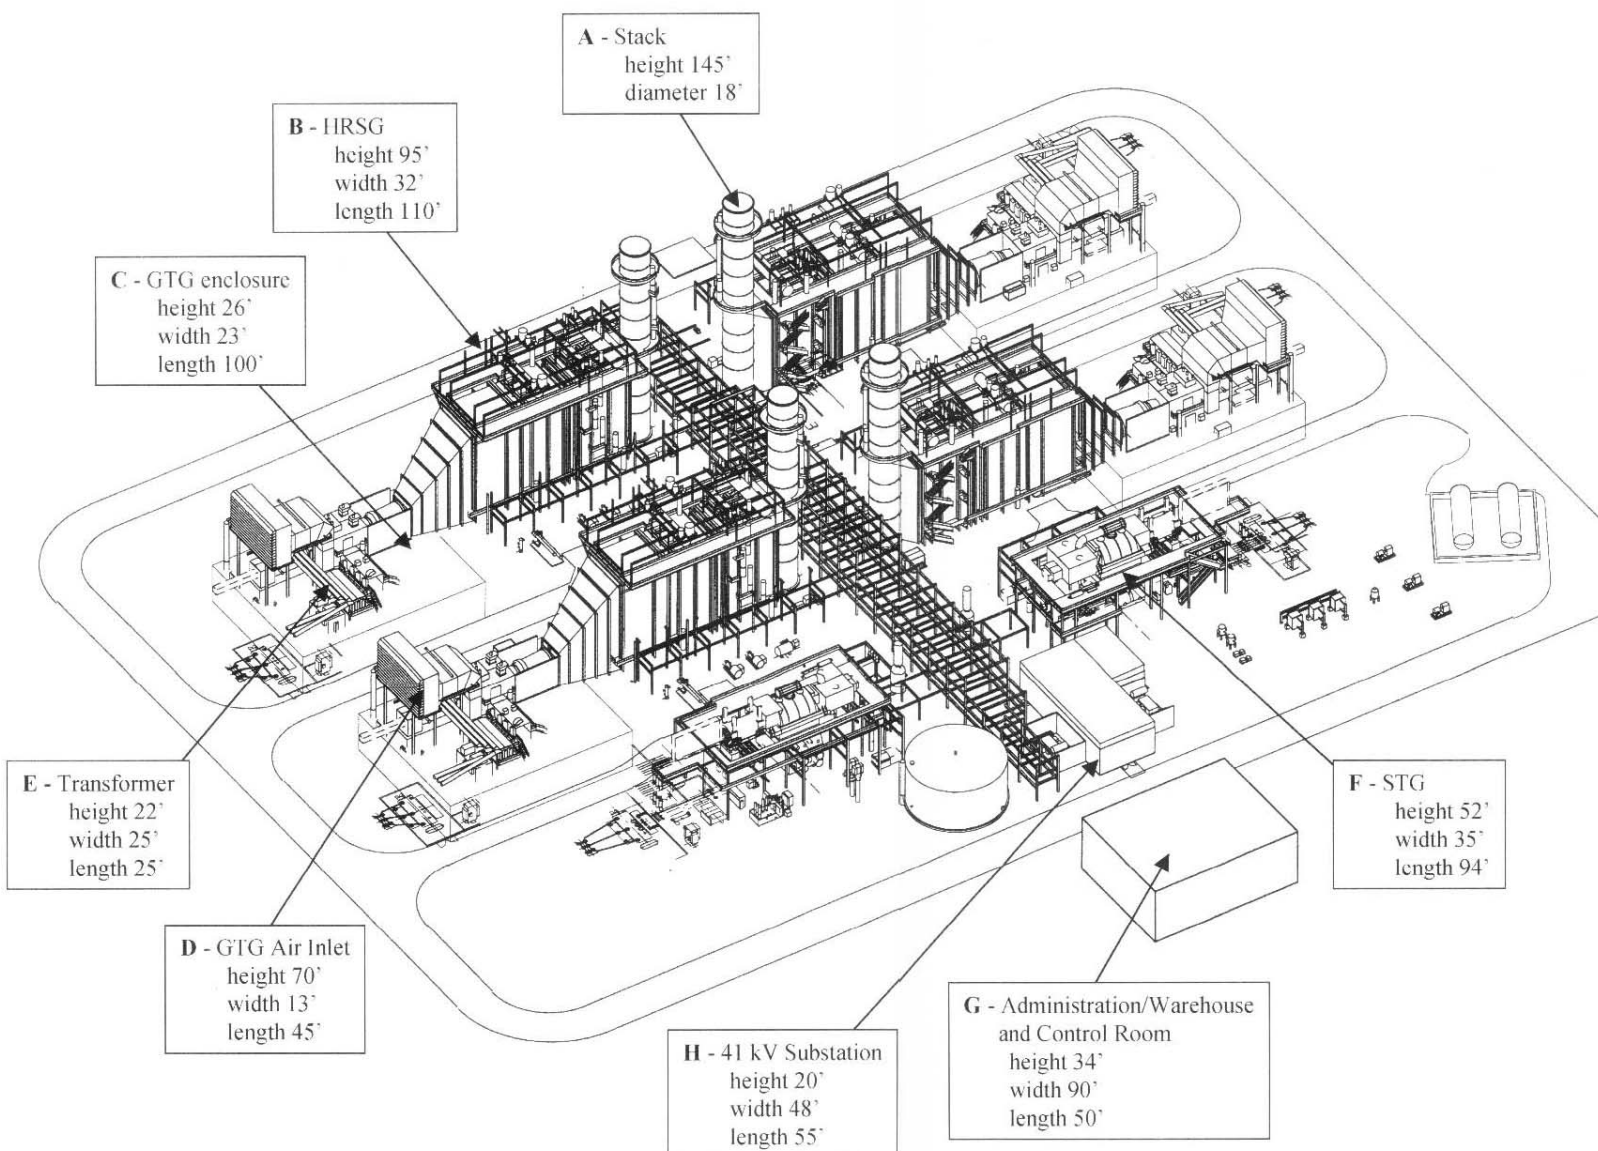 A - Stack
height 145’
diameter 18’
B - HRSG
height 95’
width 32’
length 110’
C - GTG enclosure
height 26’
width 23’
length 100’
E - Transformer
height 22’
width 25’
length 25’
D - GTG Air Inlet
height 70’
width 13’
length 45’
F - STG
height 52’
width 35’
length 94’
G - Administration/Warehouse
and Control Room
height 34’
width 90’
length 50’
H - 41 kV Substation
height 20’
width 48’
length 55’